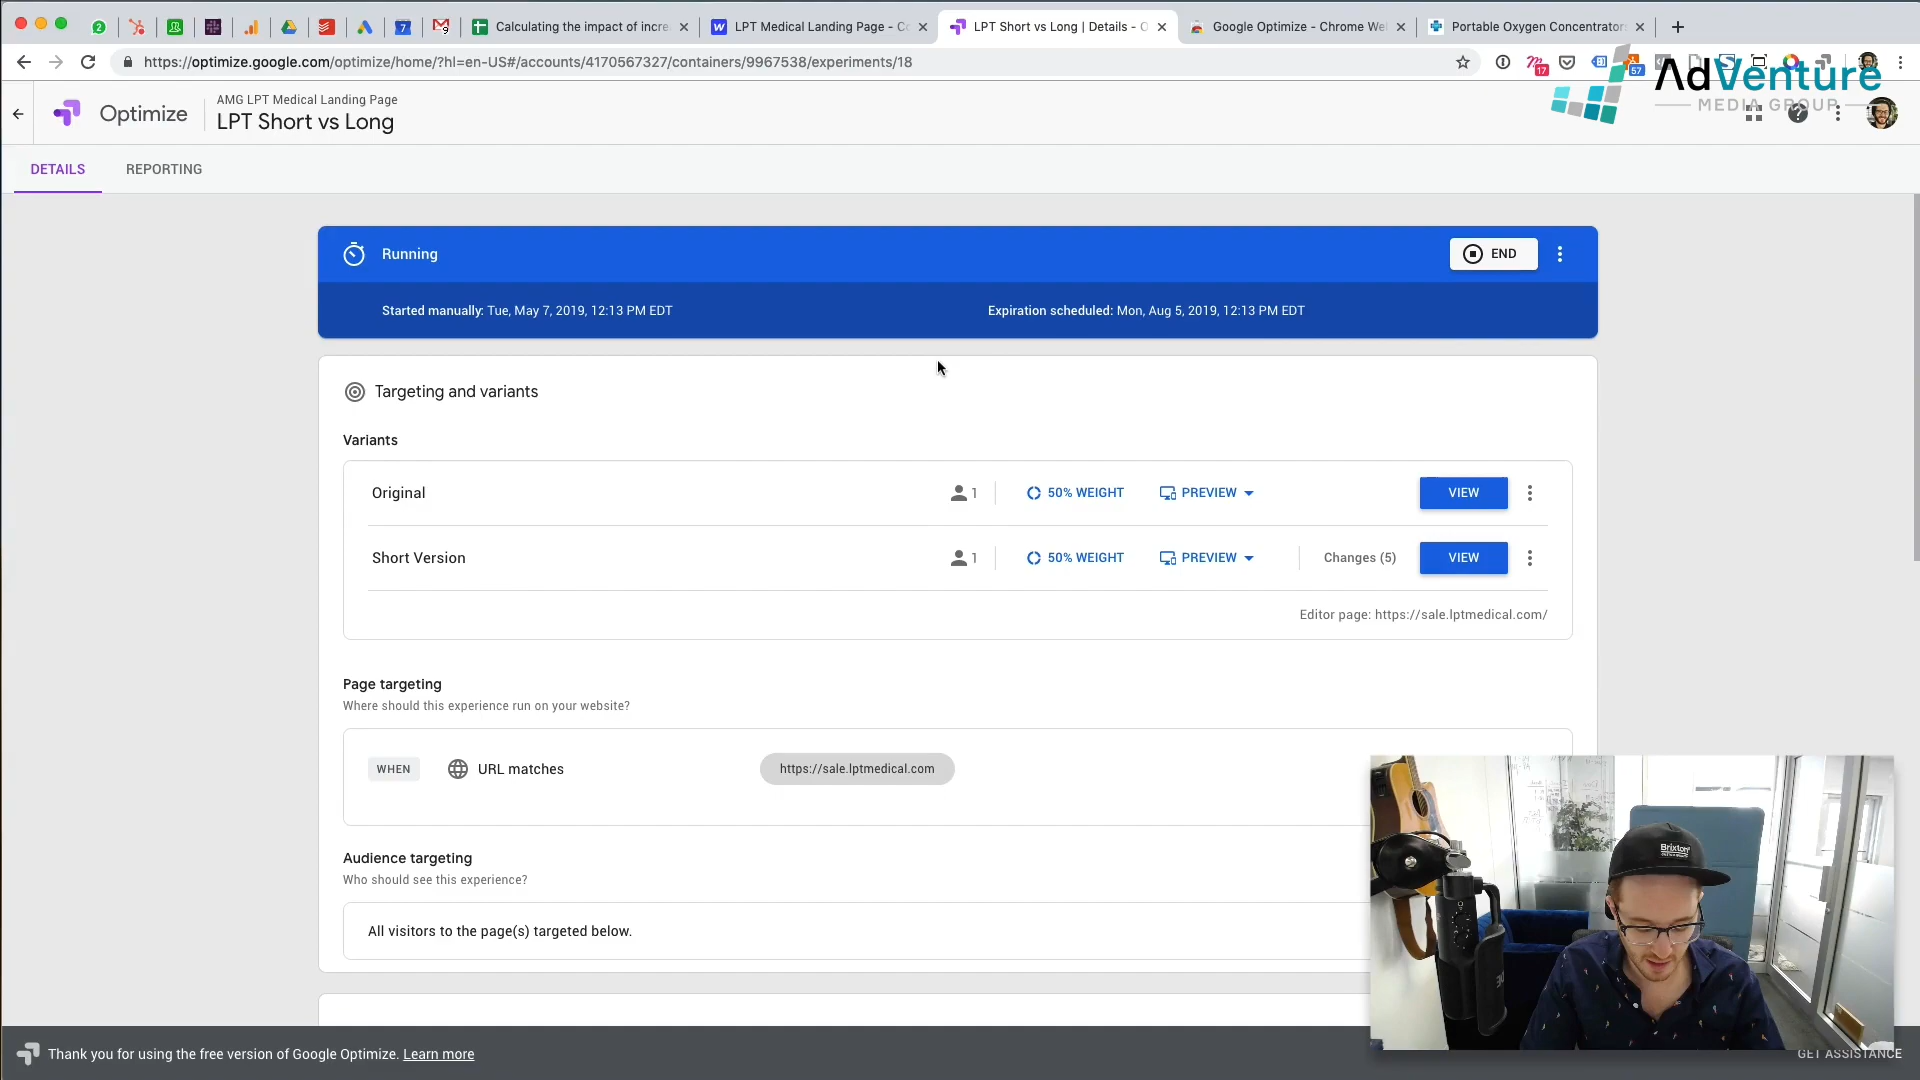 Calculating the impact of incre
LPT Medical Landing Page - Co
LPT Short vs Long | Details - O
Google Optimize - Chrome We
Portable Oxygen Concentrator
https://optimize.google.com/optimize/home/?hl=en-US#/accounts/4170567327/containers/9967538/experiments/18
17
57
AdVenture
MEDIA GROUP
Optimize
AMG LPT Medical Landing Page
LPT Short vs Long
DETAILS
REPORTING
Running
END
Started manually: Tue, May 7, 2019, 12:13 PM EDT
Expiration scheduled: Mon, Aug 5, 2019, 12:13 PM EDT
Targeting and variants
Variants
Original
1
50% WEIGHT
PREVIEW
VIEW
Short Version
1
50% WEIGHT
PREVIEW
Changes (5)
VIEW
Editor page: https://sale.lptmedical.com/
Page targeting
Where should this experience run on your website?
WHEN
URL matches
https://sale.lptmedical.com
Audience targeting
Who should see this experience?
All visitors to the page(s) targeted below.
Brixton
Thank you for using the free version of Google Optimize. Learn more
GET ASSISTANCE